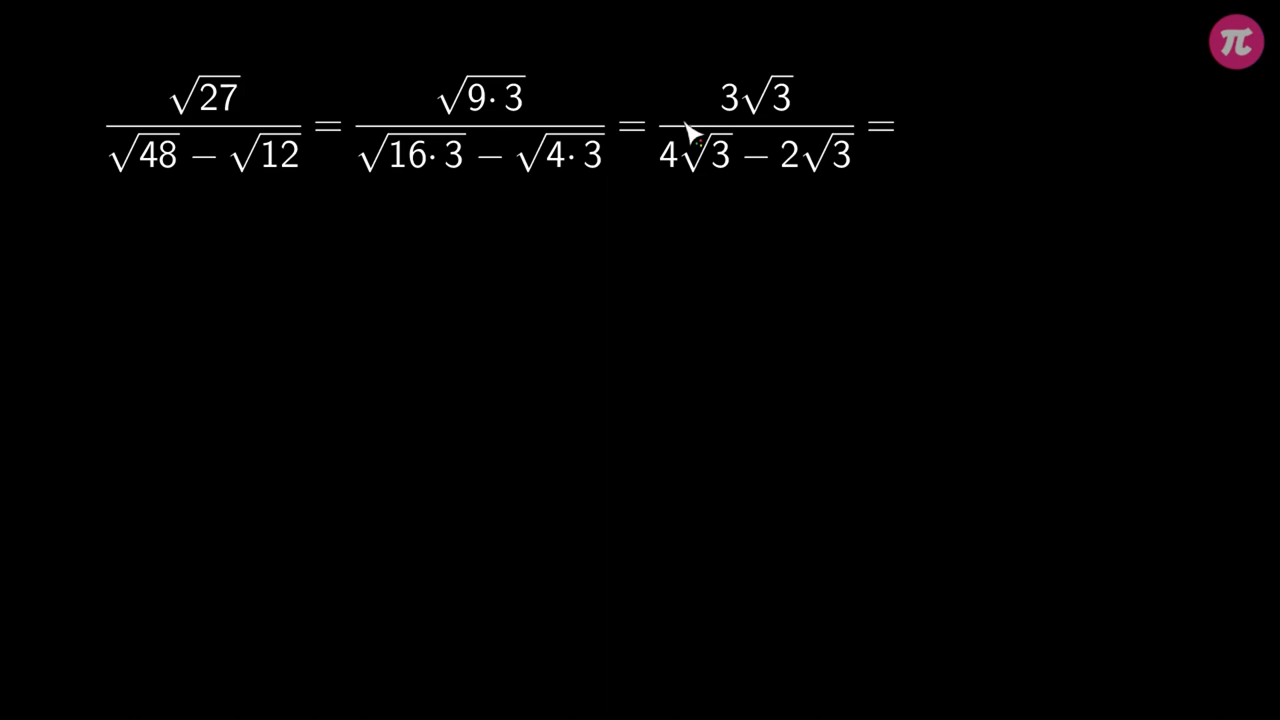 π
√27 / (√48 − √12) = √(9·3) / (√(16·3) − √(4·3)) = 3√3 / (4√3 − 2√3) =